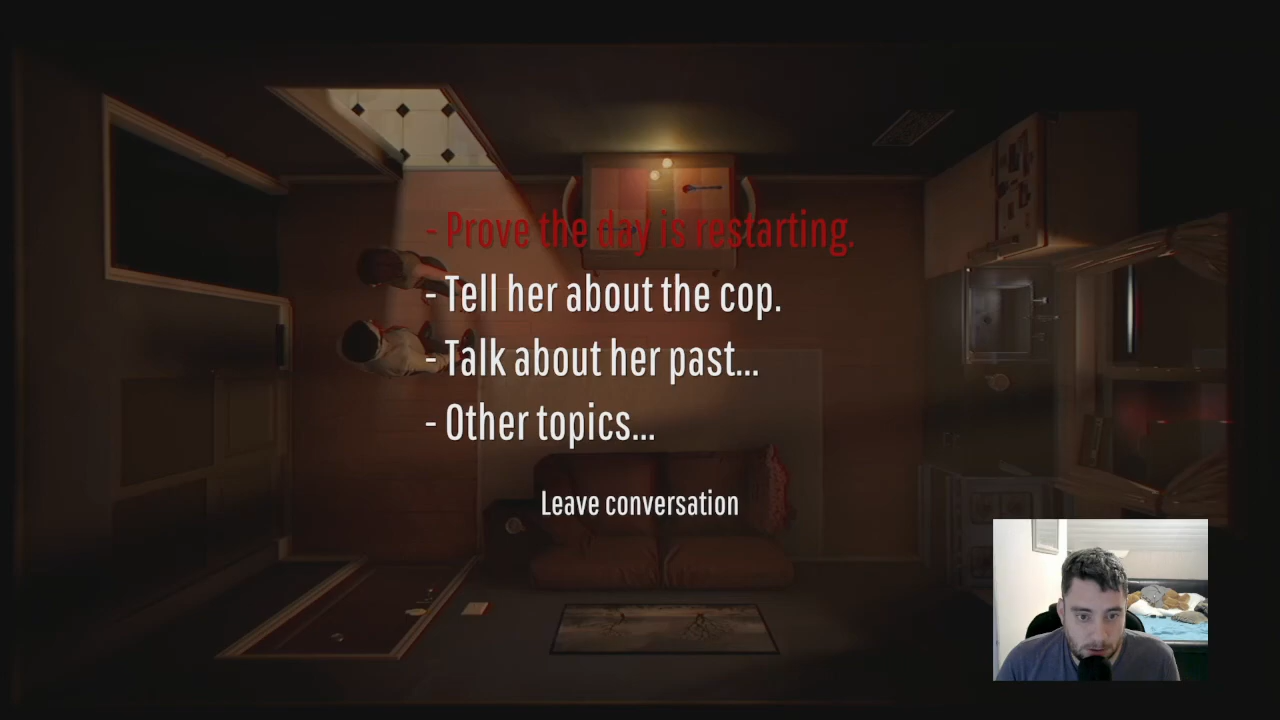 - Prove the day is restarting.
- Tell her about the cop.
- Talk about her past...
- Other topics...
Leave conversation